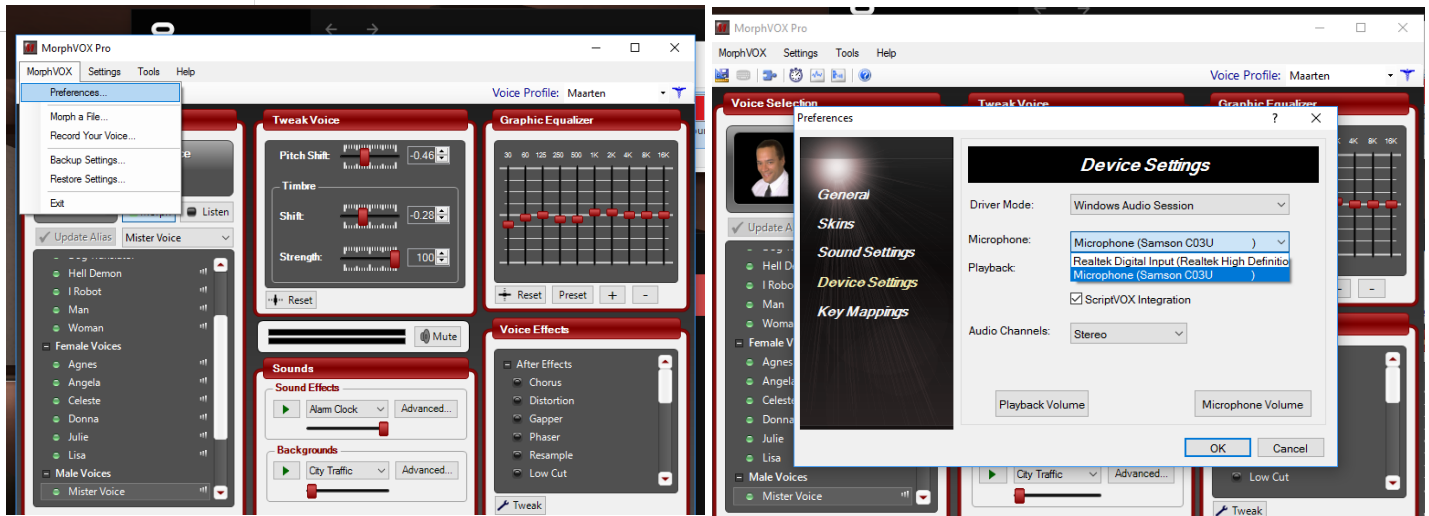 MorphVOX Pro
MorphVOX Settings Tools Help
Preferences...
Morph a File...
Record Your Voice...
Backup Settings...
Restore Settings...
Exit
Voice Profile: Maarten
Listen
Update Alias Mister Voice
Hell Demon
I Robot
Man
Woman
Female Voices
Agnes
Angela
Celeste
Donna
Julie
Lisa
Male Voices
Mister Voice
Tweak Voice
Pitch Shift: -0.46
Timbre
Shift: -0.28
Strength: 100
Reset
Mute
Sounds
Sound Effects
Alarm Clock Advanced...
Backgrounds
City Traffic Advanced...
Graphic Equalizer
30 60 125 250 500 1K 2K 4K 8K 16K
Reset Preset + -
Voice Effects
After Effects
Chorus
Distortion
Gapper
Phaser
Resample
Low Cut
Tweak
MorphVOX Pro
MorphVOX Settings Tools Help
Voice Profile: Maarten
Voice Selection Tweak Voice Graphic Equalizer
4K 8K 16K
Update A
Hell D
I Robo
Man
Woma
Female V
Agnes
Angela
Celeste
Donna
Julie
Lisa
Male Voices
Mister Voice
Preferences ?
General
Skins
Sound Settings
Device Settings
Key Mappings
Device Settings
Driver Mode: Windows Audio Session
Microphone: Microphone (Samson C03U )
Realtek Digital Input (Realtek High Definitio
Playback: Microphone (Samson C03U )
ScriptVOX Integration
Audio Channels: Stereo
Playback Volume Microphone Volume
OK Cancel
City Traffic Advanced...
-
Low Cut
Tweak